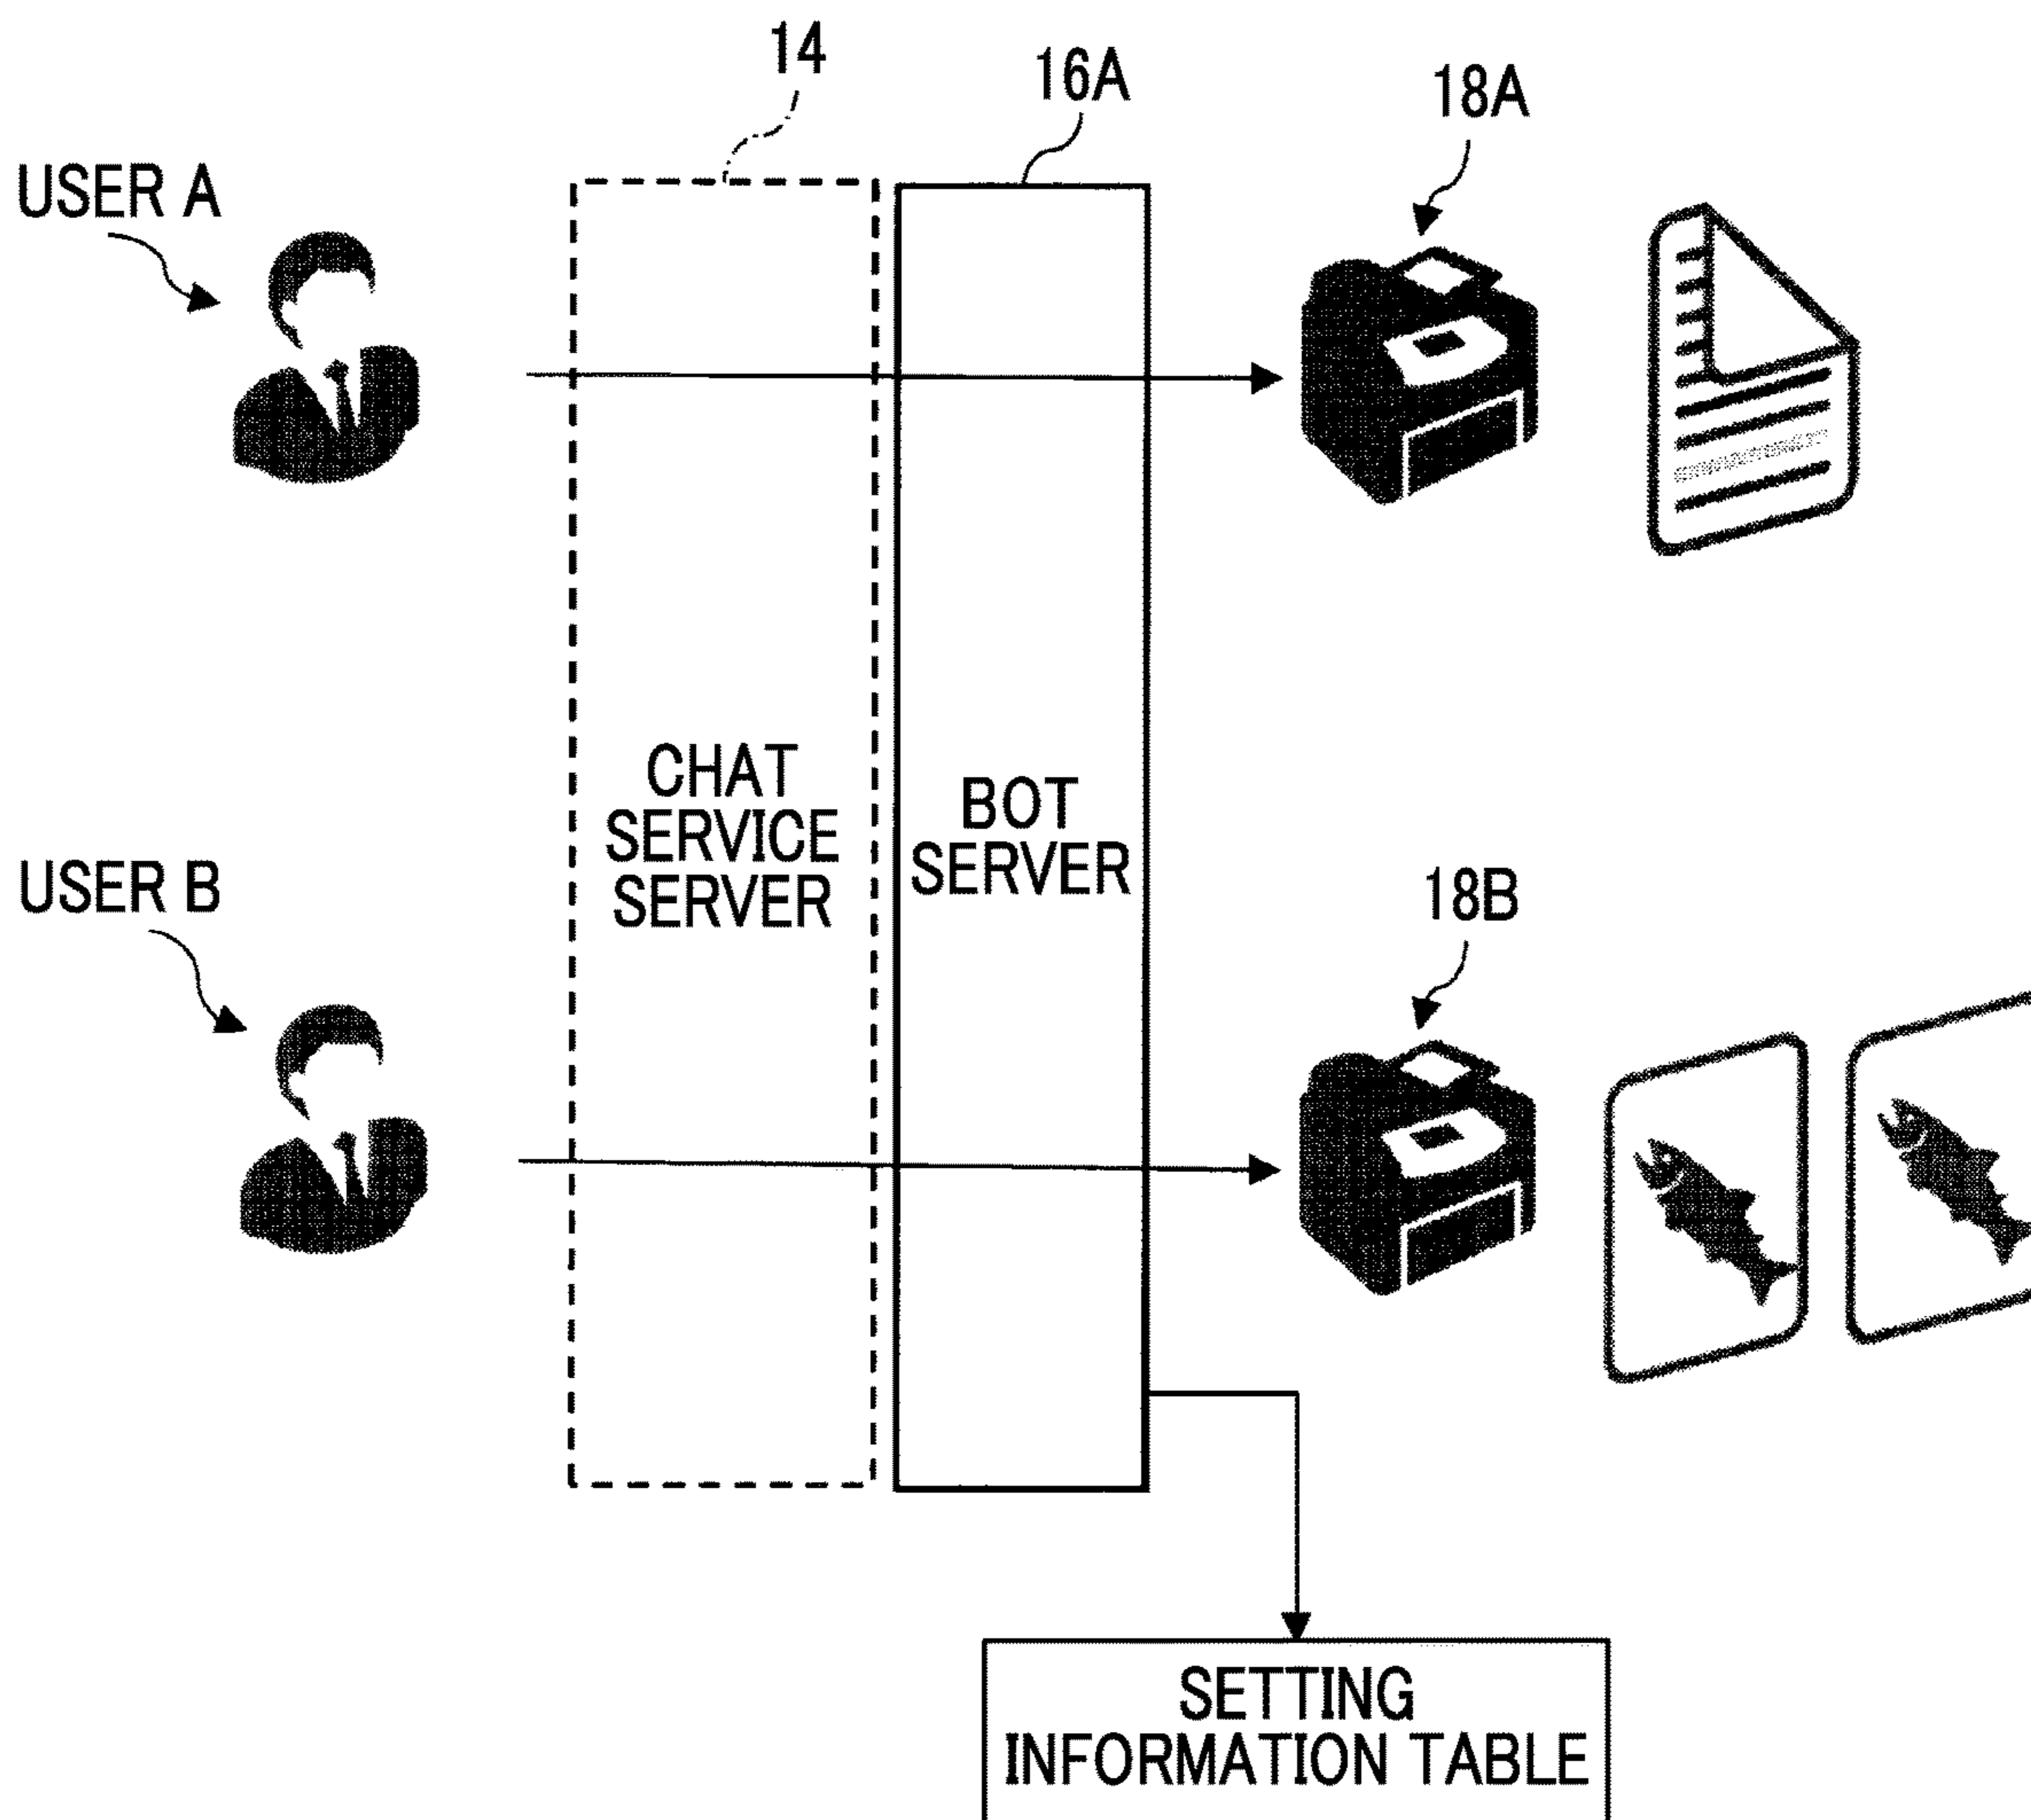 14
16A
18A
USER A
CHAT
SERVICE
SERVER
BOT
SERVER
USER B
18B
SETTING
INFORMATION TABLE